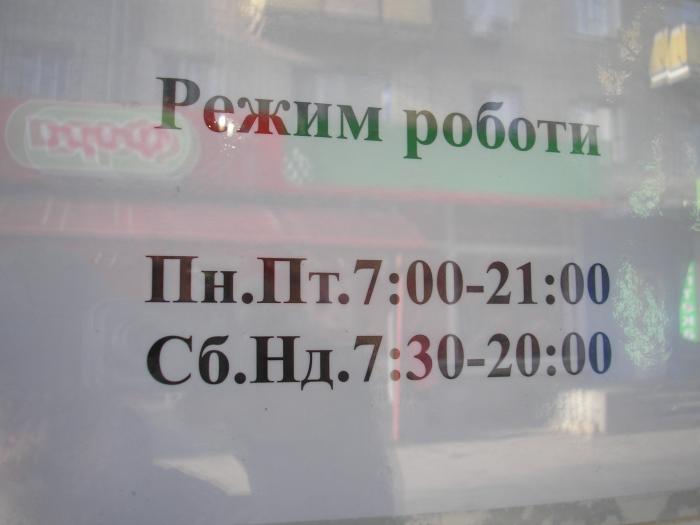 Режим роботи
Пн.Пт.7:00-21:00
Сб.Нд.7:30-20:00